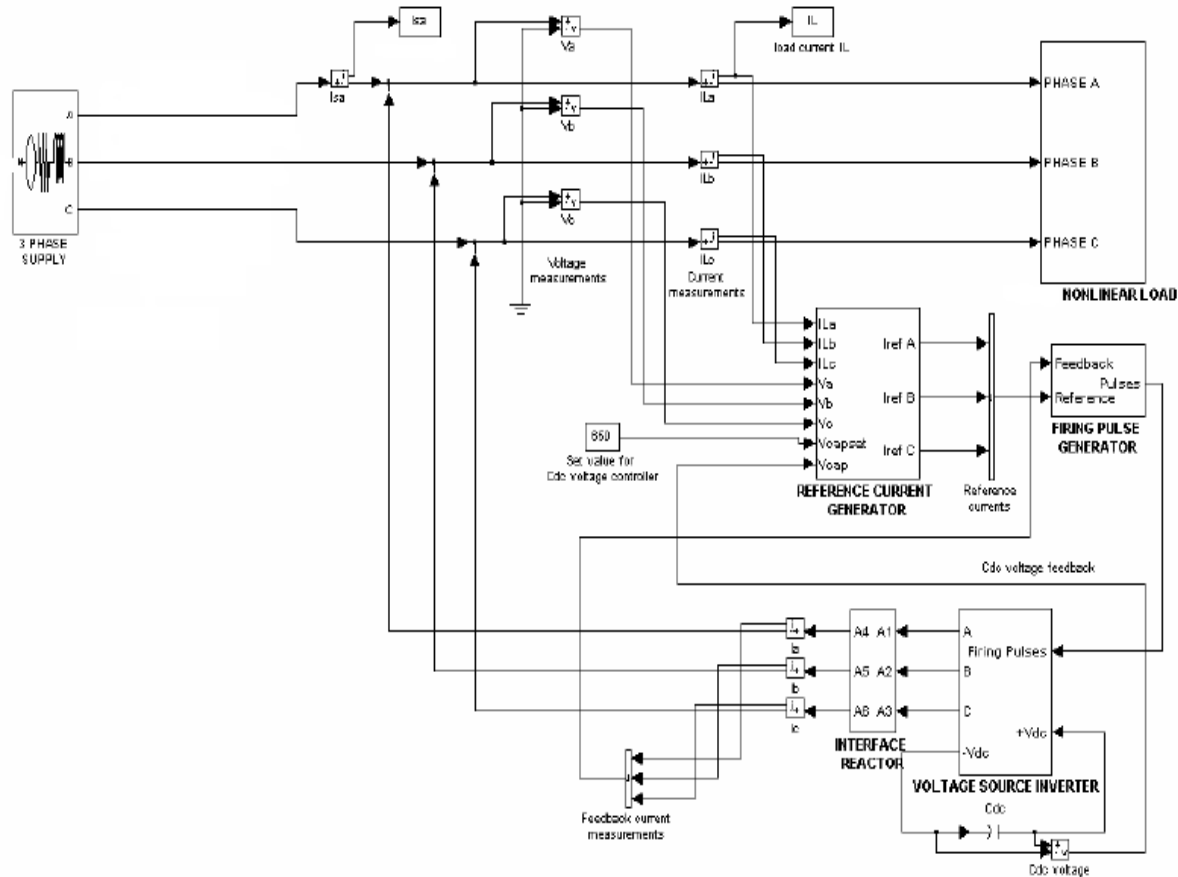 Isa
IL
load current IL
Va
Isa
ILa
PHASE A
A
Vb
B
ILb
PHASE B
C
Vc
3 PHASE
SUPPLY
ILc
PHASE C
Voltage
measurements
Current
measurements
NONLINEAR LOAD
ILa
ILb
ILc
Va
Vb
Vc
Vcapset
Vcap
Iref A
Iref B
Iref C
Feedback
Pulses
Reference
FIRING PULSE
GENERATOR
650
Set value for
Cdc voltage controller
REFERENCE CURRENT
GENERATOR
Reference
currents
Cdc voltage feedback
Ia
A4 A1
A
Firing Pulses
Ib
A5 A2
B
Ic
A6 A3
C
+Vdc
-Vdc
INTERFACE
REACTOR
VOLTAGE SOURCE INVERTER
Cdc
Feedback current
measurements
Cdc voltage